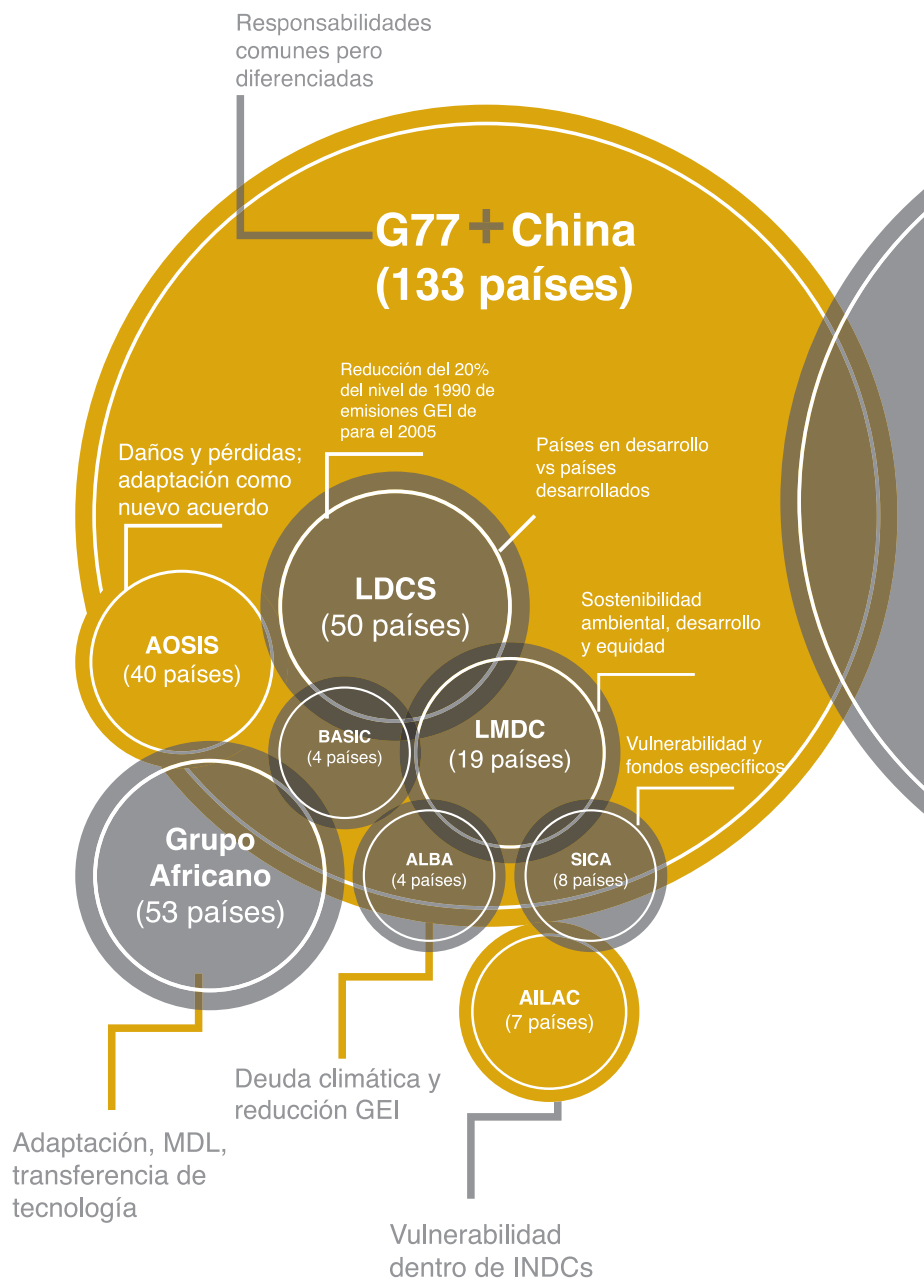 Responsabilidades
comunes pero
diferenciadas
G77 + China
(133 países)
Reducción del 20%
del nivel de 1990 de
emisiones GEI de
para el 2005
Países en desarrollo
vs países
desarrollados
Daños y pérdidas;
adaptación como
nuevo acuerdo
LDCS
(50 países)
Sostenibilidad
ambiental, desarrollo
y equidad
AOSIS
(40 países)
BASIC
(4 países)
LMDC
(19 países)
Vulnerabilidad y
fondos específicos
Grupo
Africano
(53 países)
ALBA
(4 países)
SICA
(8 países)
AILAC
(7 países)
Deuda climática y
reducción GEI
Adaptación, MDL,
transferencia de
tecnología
Vulnerabilidad
dentro de INDCs